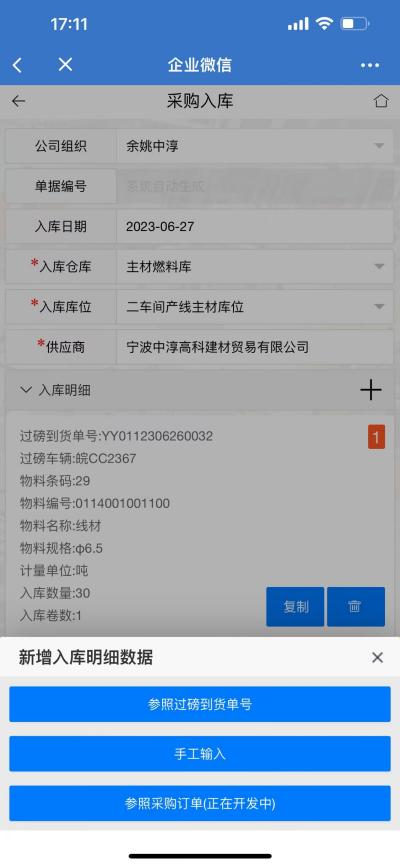 17:11
企业微信
采购入库
公司组织 余姚中淳
单据编号 系统自动生成
入库日期 2023-06-27
*入库仓库 主材燃料库
*入库库位 二车间产线主材库位
*供应商 宁波中淳高科建材贸易有限公司
入库明细
过磅到货单号:YY0112306260032 1
过磅车辆:皖CC2367
物料条码:29
物料编号:0114001001100
物料名称:线材
物料规格:φ6.5
计量单位:吨
入库数量:30
入库卷数:1
复制
新增入库明细数据
参照过磅到货单号
手工输入
参照采购订单(正在开发中)